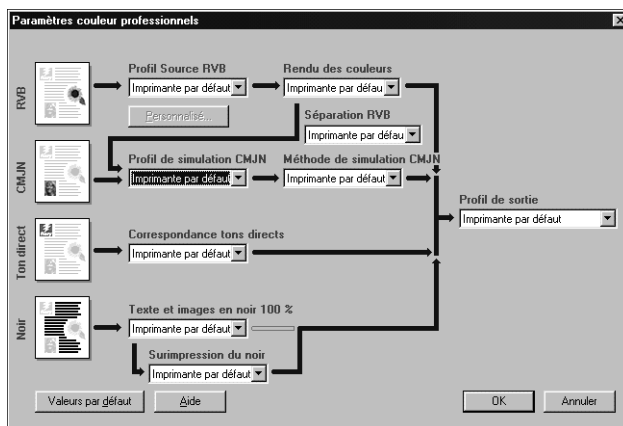 Paramètres couleur professionnels
RVB
Profil Source RVB
Imprimante par défaut
Personnalisé...
Rendu des couleurs
Imprimante par défau
Séparation RVB
Imprimante par défau
CMJN
Profil de simulation CMJN
Imprimante par défaut
Méthode de simulation CMJN
Imprimante par défaut
Profil de sortie
Imprimante par défaut
Ton direct
Correspondance tons directs
Imprimante par défaut
Noir
Texte et images en noir 100 %
Imprimante par défaut
Surimpression du noir
Imprimante par défaut
Valeurs par défaut
Aide
OK
Annuler